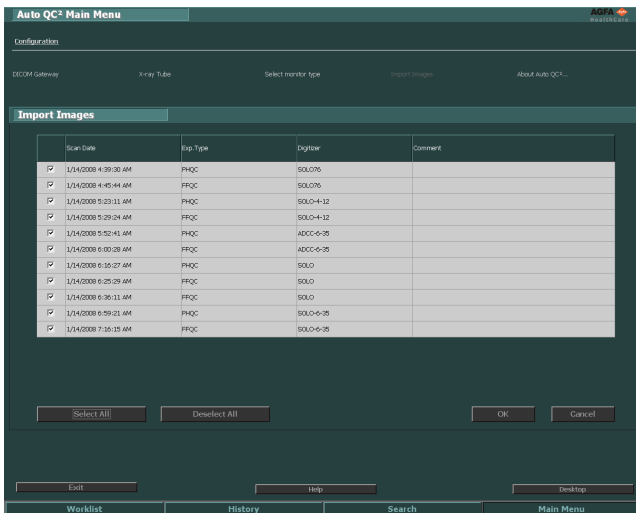 Auto QC² Main Menu
AGFA
HealthCare
Configuration
DICOM Gateway X-ray Tube Select monitor type Import Images About Auto QC²...
Import Images
Scan Date Exp.Type Digitizer Comment
1/14/2008 4:39:30 AM PHQC SOLO76
1/14/2008 4:45:44 AM FFQC SOLO76
1/14/2008 5:23:11 AM PHQC SOLO-4-12
1/14/2008 5:29:24 AM FFQC SOLO-4-12
1/14/2008 5:52:41 AM PHQC ADCC-6-35
1/14/2008 6:00:28 AM FFQC ADCC-6-35
1/14/2008 6:16:27 AM PHQC SOLO
1/14/2008 6:25:29 AM FFQC SOLO
1/14/2008 6:36:11 AM FFQC SOLO
1/14/2008 6:59:21 AM PHQC SOLO-6-35
1/14/2008 7:16:15 AM FFQC SOLO-6-35
Select All Deselect All OK Cancel
Exit Help Desktop
Worklist History Search Main Menu